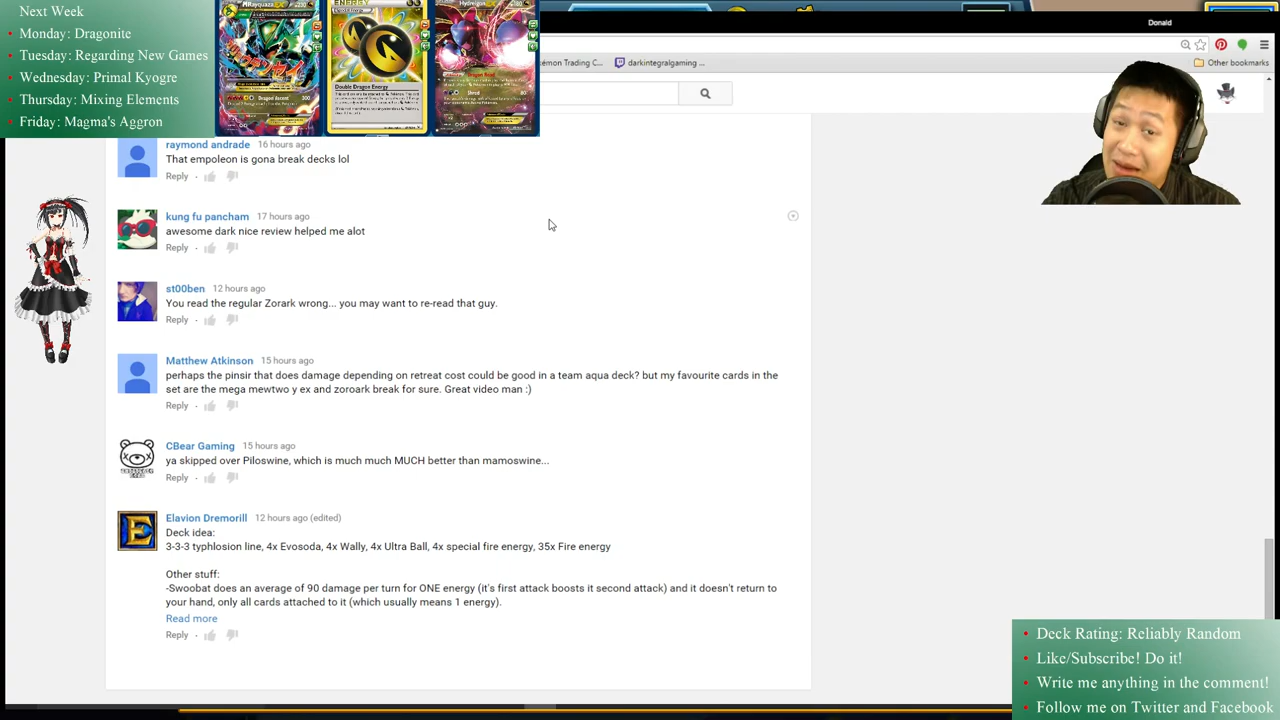 Next Week
Monday: Dragonite
Tuesday: Regarding New Games
Wednesday: Primal Kyogre
Thursday: Mixing Elements
Friday: Magma's Aggron
MRayquaza
ENERGY
Hydreigon
Double Dragon Energy
300
Donald
kémon Trading C...
darkintegralgaming ...
Other bookmarks
raymond andrade 16 hours ago
That empoleon is gona break decks lol
Reply
kung fu pancham 17 hours ago
awesome dark nice review helped me alot
Reply
st00ben 12 hours ago
You read the regular Zorark wrong... you may want to re-read that guy.
Reply
Matthew Atkinson 15 hours ago
perhaps the pinsir that does damage depending on retreat cost could be good in a team aqua deck? but my favourite cards in the
set are the mega mewtwo y ex and zoroark break for sure. Great video man :)
Reply
CBear Gaming 15 hours ago
ya skipped over Piloswine, which is much much MUCH better than mamoswine...
Reply
E
Elavion Dremorill 12 hours ago (edited)
Deck idea:
3-3-3 typhlosion line, 4x Evosoda, 4x Wally, 4x Ultra Ball, 4x special fire energy, 35x Fire energy
Other stuff:
-Swoobat does an average of 90 damage per turn for ONE energy (it's first attack boosts it second attack) and it doesn't return to
your hand, only all cards attached to it (which usually means 1 energy).
Read more
Reply
Deck Rating: Reliably Random
Like/Subscribe! Do it!
Write me anything in the comment!
Follow me on Twitter and Facebook